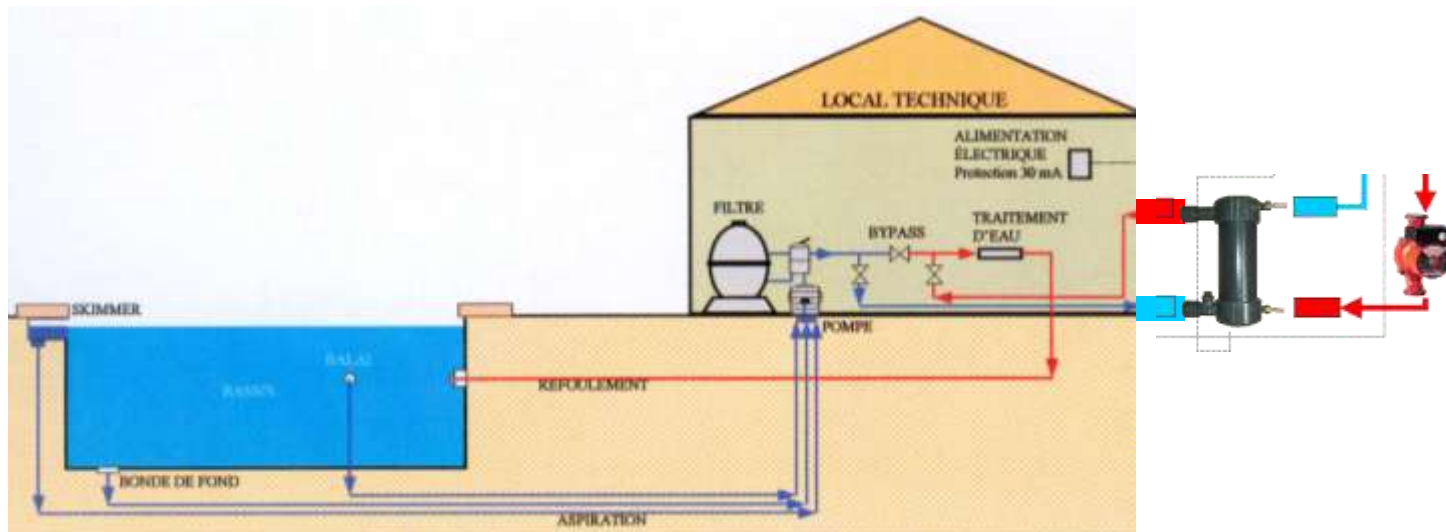 LOCAL TECHNIQUE
ALIMENTATION
ÉLECTRIQUE
Protection 30 mA
FILTRE
BYPASS
TRAITEMENT
D'EAU
SKIMMER
POMPE
BALAI
BASSIN
REFOULEMENT
BONDE DE FOND
ASPIRATION